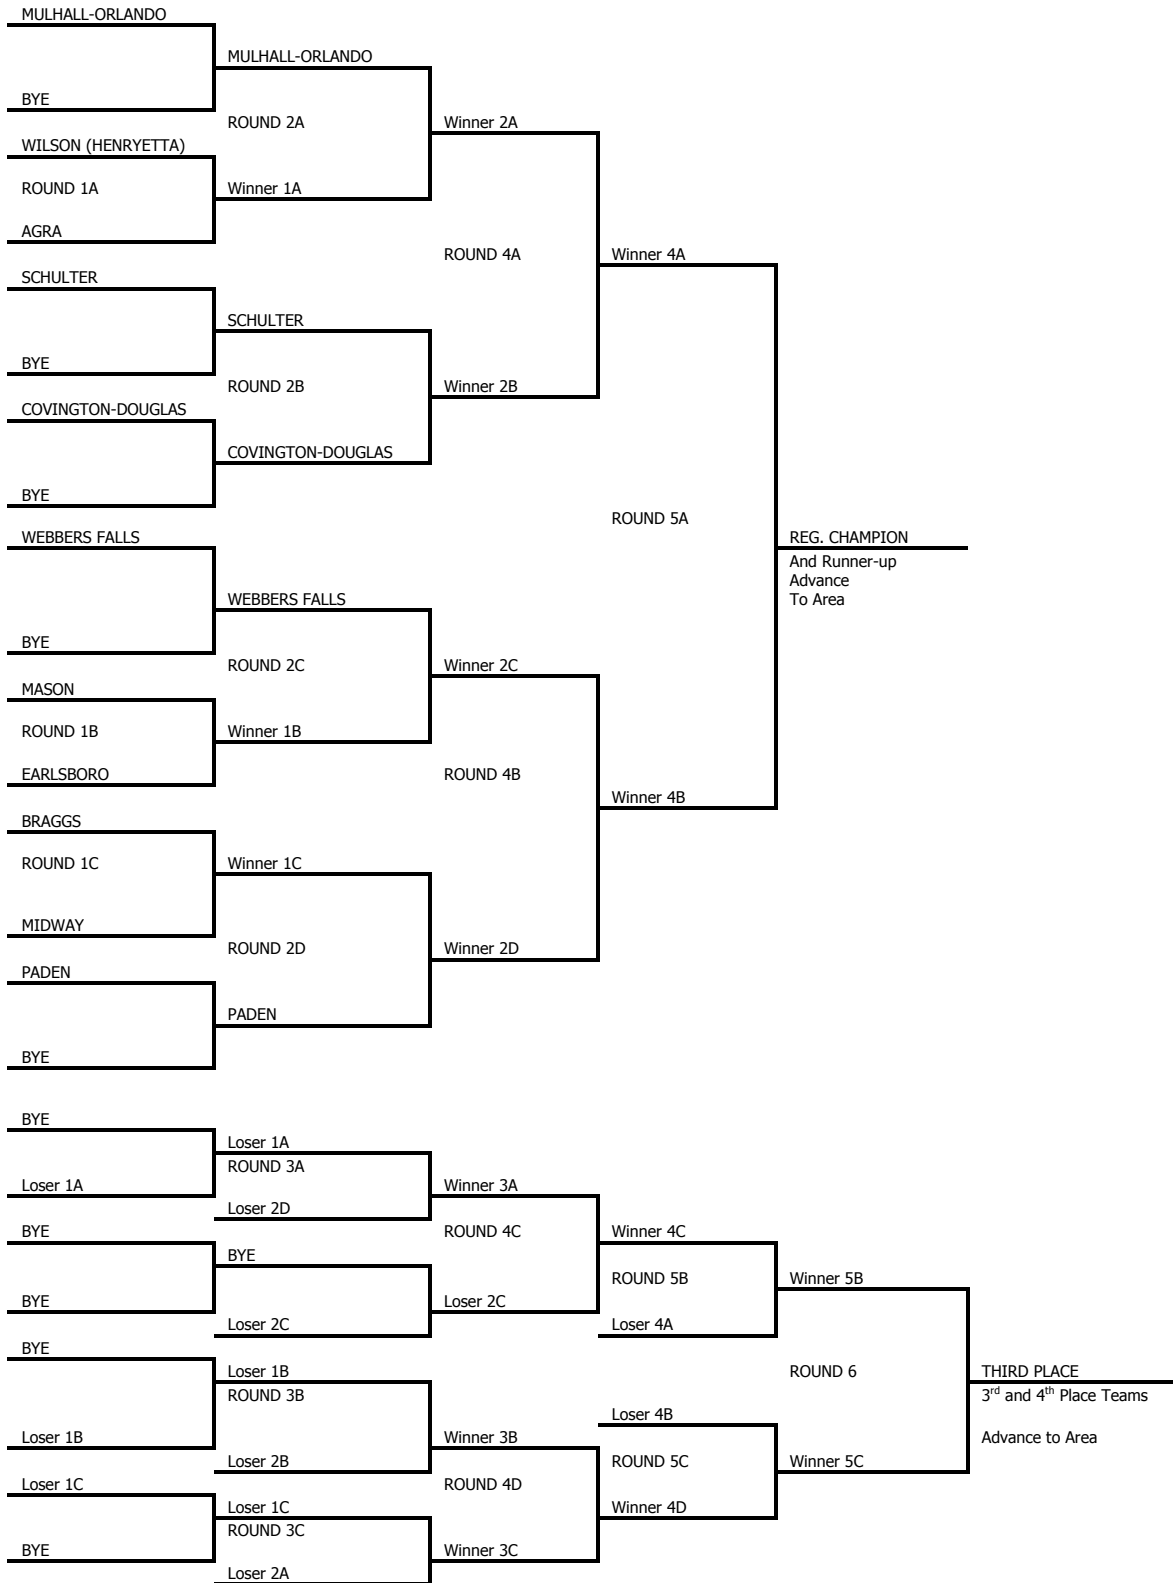 MULHALL-ORLANDO
MULHALL-ORLANDO
BYE
ROUND 2A
Winner 2A
WILSON (HENRYETTA)
ROUND 1A
Winner 1A
AGRA
ROUND 4A
Winner 4A
SCHULTER
SCHULTER
BYE
ROUND 2B
Winner 2B
COVINGTON-DOUGLAS
COVINGTON-DOUGLAS
BYE
ROUND 5A
WEBBERS FALLS
REG. CHAMPION
And Runner-up
Advance
To Area
WEBBERS FALLS
BYE
ROUND 2C
Winner 2C
MASON
ROUND 1B
Winner 1B
EARLSBORO
ROUND 4B
Winner 4B
BRAGGS
ROUND 1C
Winner 1C
MIDWAY
ROUND 2D
Winner 2D
PADEN
PADEN
BYE
BYE
Loser 1A
ROUND 3A
Loser 1A
Winner 3A
Loser 2D
BYE
ROUND 4C
Winner 4C
BYE
ROUND 5B
Winner 5B
BYE
Loser 2C
Loser 2C
Loser 4A
BYE
Loser 1B
ROUND 6
THIRD PLACE
ROUND 3B
3rd and 4th Place Teams
Loser 4B
Loser 1B
Winner 3B
Advance to Area
Loser 2B
ROUND 5C
Winner 5C
Loser 1C
ROUND 4D
Loser 1C
Winner 4D
ROUND 3C
BYE
Winner 3C
Loser 2A